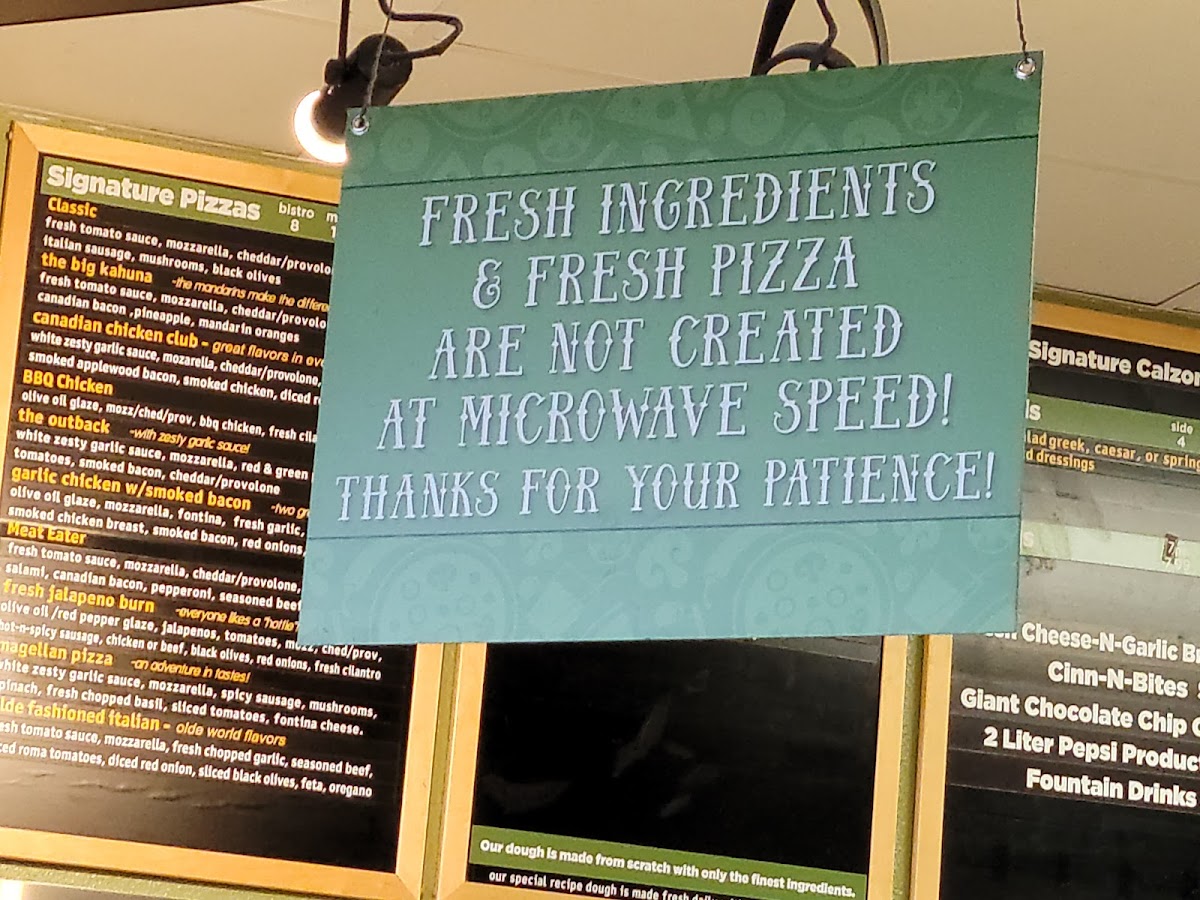 Signature Pizzas bistro
8
Classic
fresh tomato sauce, mozzarella,
italian sausage, mushrooms, black olives
the big kahuna -the mandarins make the
fresh tomato sauce, mozzarella,
canadian bacon ,pineapple, mandarin oranges
canadian chicken club - great flavors in
white zesty garlic sauce, mozarella, cheddar/provolone,
smoked applewood bacon, smoked chicken, diced
BBQ Chicken
olive oil glaze, mozz/ched/prov, bbq chicken, fresh
the outback -with zesty garlic sauce!
white zesty garlic sauce, mozzarella, red & green
tomatoes, smoked bacon, cheddar/provolone
garlic chicken w/smoked bacon -two
olive oil glaze, mozzarella, fontina, fresh garlic,
smoked chicken breast, smoked bacon, red onions,
Meat Eater
fresh tomato sauce, mozzarella, cheddar/provolone,
salami, canadian bacon, pepperoni, seasoned beef
fresh jalapeno burn -everyone likes a "hottie"
olive oil /red pepper glaze, jalapenos, tomatoes, mozz, ched/prov,
hot-n-spicy sausage, chicken or beef, black olives, red onions, fresh cilantro
magellan pizza -an adventure in tastes!
white zesty garlic sauce, mozzarella, spicy sausage, mushrooms,
spinach, fresh chopped basil, sliced tomatoes, fontina cheese.
fashioned italian - olde world flavors
tomato sauce, mozzarella, fresh chopped garlic, seasoned beef,
roma tomatoes, diced red onion, sliced black olives, feta, oregano
FRESH INGREDIENTS
& FRESH PIZZA
ARE NOT CREATED
AT MICROWAVE SPEED!
THANKS FOR YOUR PATIENCE!
Our dough is made from scratch with only the finest ingredients.
our special recipe dough is made fresh
Signature
side
4
greek, caesar, or
dressings
Cheese-N-Garlic
Cinn-N-Bites
Giant Chocolate Chip
2 Liter Pepsi
Fountain Drinks